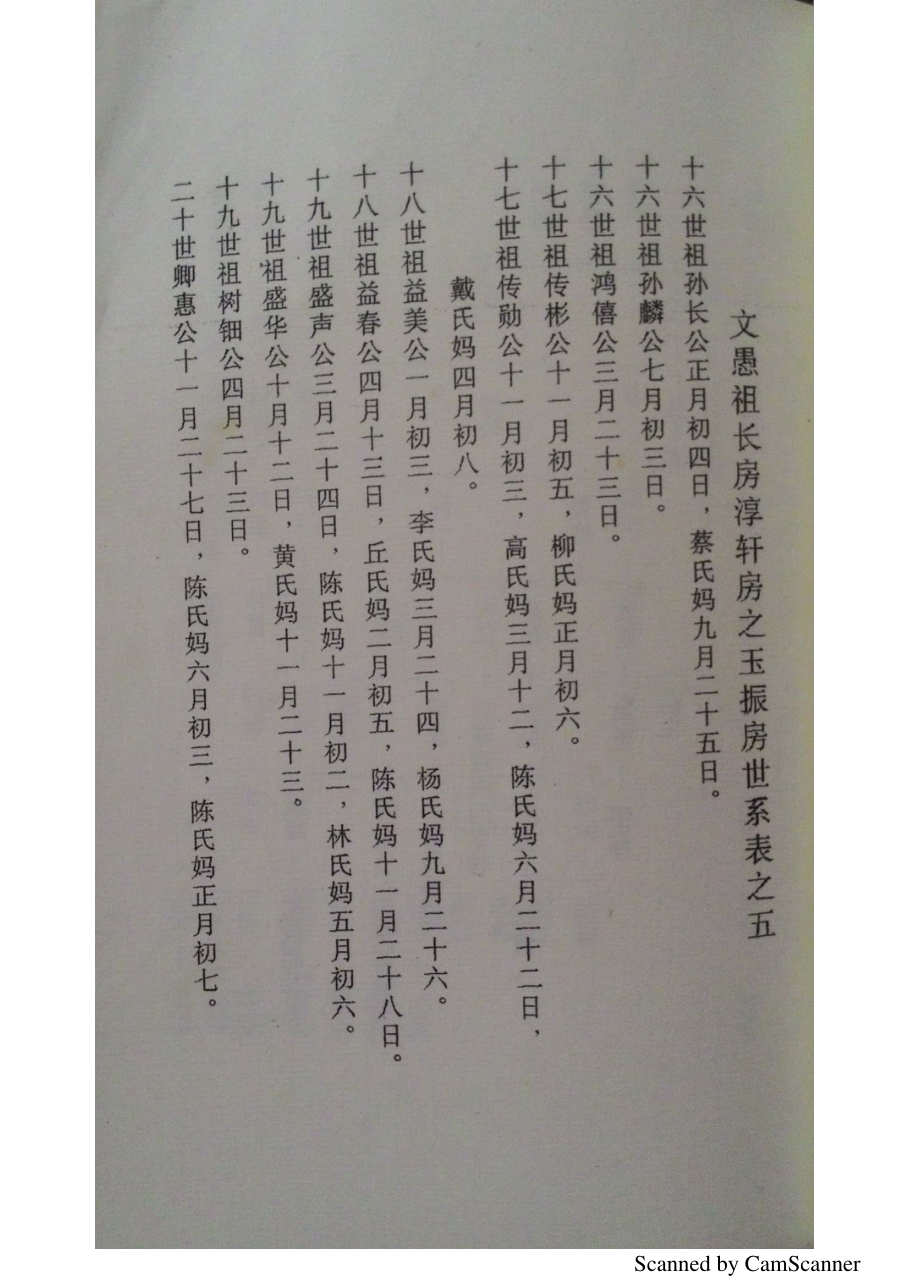 文愚祖长房淳轩房之玉振房世系表之五
十六世祖孙长公正月初四日，蔡氏妈九月二十五日。
十六世祖孙麟公七月初三日。
十六世祖鸿僖公三月二十三日。
十七世祖传彬公十一月初五，柳氏妈正月初六。
十七世祖传勋公十一月初三，高氏妈三月十二，陈氏妈六月二十二日，
戴氏妈四月初八。
十八世祖益美公一月初三，李氏妈三月二十四，杨氏妈九月二十六。
十八世祖益春公四月十三日，丘氏妈二月初五，陈氏妈十一月二十八日。
十九世祖盛声公三月二十四日，陈氏妈十一月初二，林氏妈五月初六。
十九世祖盛华公十月十二日，黄氏妈十一月二十三。
十九世祖树钿公四月二十三日。
二十世卿惠公十一月二十七日，陈氏妈六月初三，陈氏妈正月初七。
Scanned by CamScanner